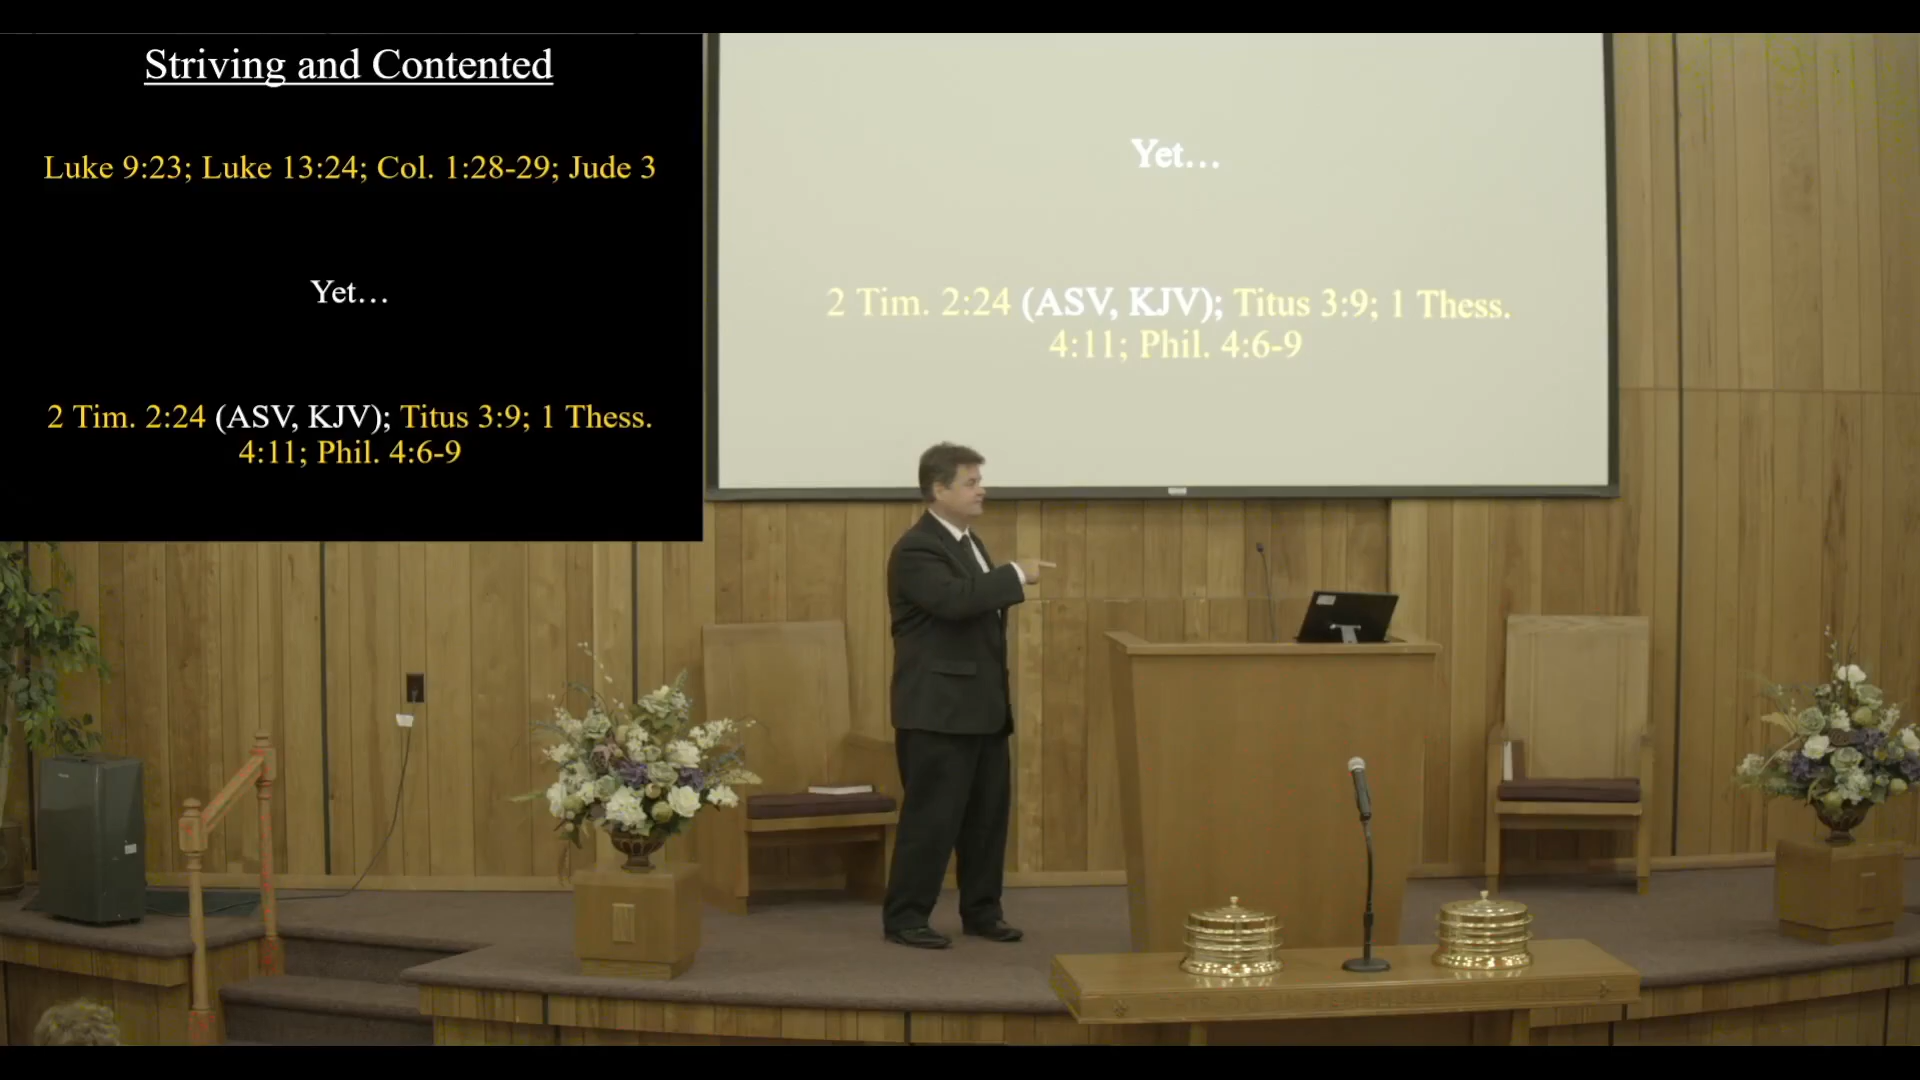 Striving and Contented
Luke 9:23; Luke 13:24; Col. 1:28-29; Jude 3
Yet…
2 Tim. 2:24 (ASV, KJV); Titus 3:9; 1 Thess.
4:11; Phil. 4:6-9
Yet…
2 Tim. 2:24 (ASV, KJV); Titus 3:9; 1 Thess.
4:11; Phil. 4:6-9